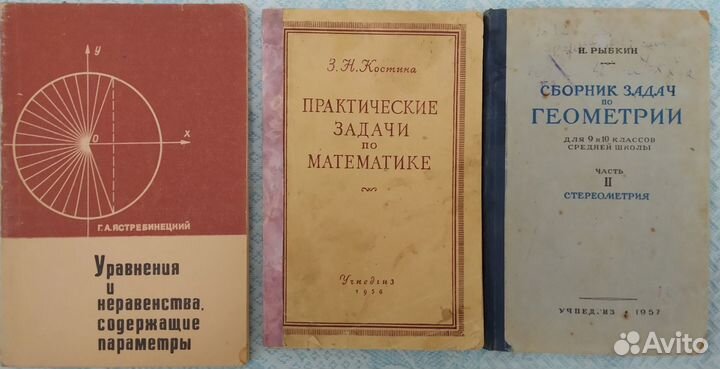 y
x
0
Г.А.ЯСТРЕБИНЕЦКИЙ
Уравнения
и
неравенства,
содержащие
параметры
З. Н. Костина
ПРАКТИЧЕСКИЕ
ЗАДАЧИ
ПО
МАТЕМАТИКЕ
Учпедгиз
1956
Н. РЫБКИН
СБОРНИК ЗАДАЧ
ПО
ГЕОМЕТРИИ
ДЛЯ 9 и 10 КЛАССОВ
СРЕДНЕЙ ШКОЛЫ
ЧАСТЬ
II
СТЕРЕОМЕТРИЯ
УЧПЕДГИЗ • 1957
Avito